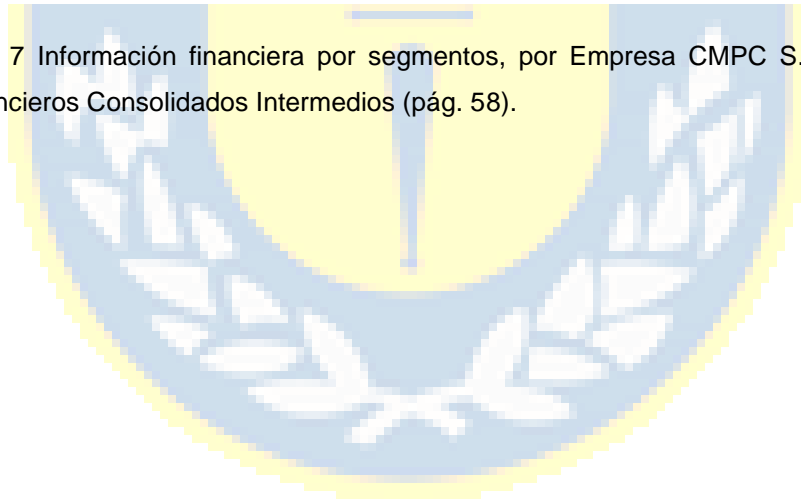 7 Información financiera por segmentos, por Empresa CMPC S.
ncieros Consolidados Intermedios (pág. 58).